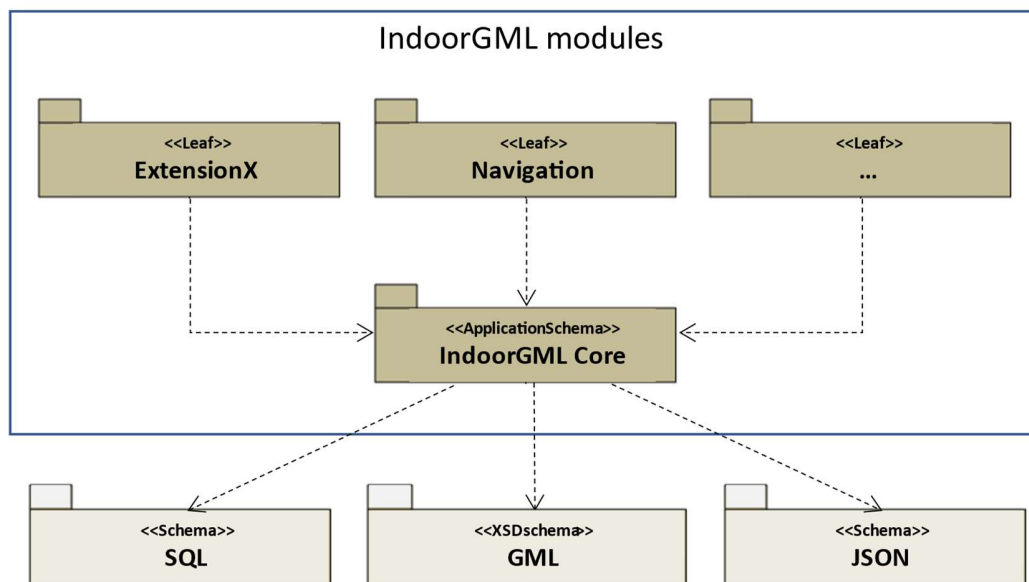 IndoorGML modules
<<Leaf>>
ExtensionX
<<Leaf>>
Navigation
<<Leaf>>
...
<<ApplicationSchema>>
IndoorGML Core
<<Schema>>
SQL
<<XSDschema>>
GML
<<Schema>>
JSON